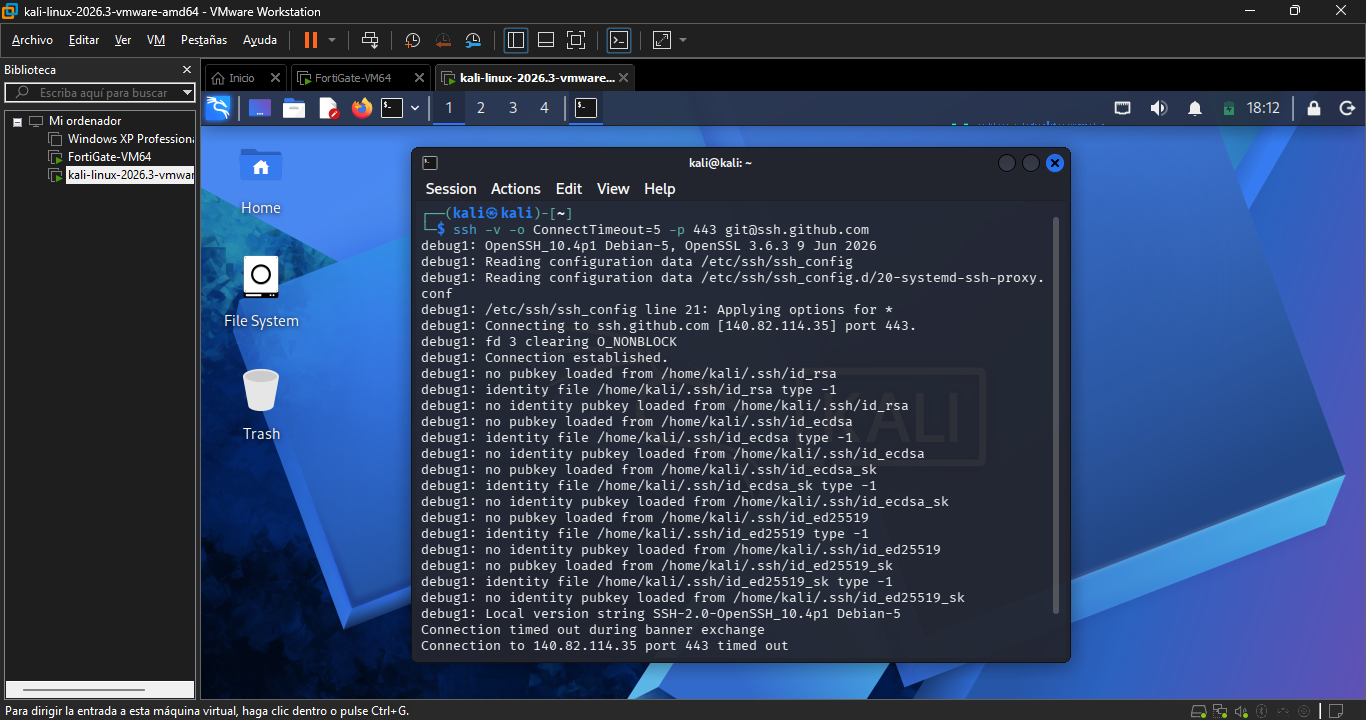 kali-linux-2026.3-vmware-amd64 - VMware Workstation
Archivo Editar Ver VM Pestañas Ayuda
Biblioteca
Escriba aquí para buscar
Mi ordenador
Windows XP Professiona
FortiGate-VM64
kali-linux-2026.3-vmwar
Inicio
FortiGate-VM64
kali-linux-2026.3-vmware...
1 2 3 4
18:12
Home
File System
Trash
kali@kali: ~
Session Actions Edit View Help
┌──(kali㉿kali)-[~]
└─$ ssh -v -o ConnectTimeout=5 -p 443 git@ssh.github.com
debug1: OpenSSH_10.4p1 Debian-5, OpenSSL 3.6.3 9 Jun 2026
debug1: Reading configuration data /etc/ssh/ssh_config
debug1: Reading configuration data /etc/ssh/ssh_config.d/20-systemd-ssh-proxy.
conf
debug1: /etc/ssh/ssh_config line 21: Applying options for *
debug1: Connecting to ssh.github.com [140.82.114.35] port 443.
debug1: fd 3 clearing O_NONBLOCK
debug1: Connection established.
debug1: no pubkey loaded from /home/kali/.ssh/id_rsa
debug1: identity file /home/kali/.ssh/id_rsa type -1
debug1: no identity pubkey loaded from /home/kali/.ssh/id_rsa
debug1: no pubkey loaded from /home/kali/.ssh/id_ecdsa
debug1: identity file /home/kali/.ssh/id_ecdsa type -1
debug1: no identity pubkey loaded from /home/kali/.ssh/id_ecdsa
debug1: no pubkey loaded from /home/kali/.ssh/id_ecdsa_sk
debug1: identity file /home/kali/.ssh/id_ecdsa_sk type -1
debug1: no identity pubkey loaded from /home/kali/.ssh/id_ecdsa_sk
debug1: no pubkey loaded from /home/kali/.ssh/id_ed25519
debug1: identity file /home/kali/.ssh/id_ed25519 type -1
debug1: no identity pubkey loaded from /home/kali/.ssh/id_ed25519
debug1: no pubkey loaded from /home/kali/.ssh/id_ed25519_sk
debug1: identity file /home/kali/.ssh/id_ed25519_sk type -1
debug1: no identity pubkey loaded from /home/kali/.ssh/id_ed25519_sk
debug1: Local version string SSH-2.0-OpenSSH_10.4p1 Debian-5
Connection timed out during banner exchange
Connection to 140.82.114.35 port 443 timed out
KALI
Para dirigir la entrada a esta máquina virtual, haga clic dentro o pulse Ctrl+G.